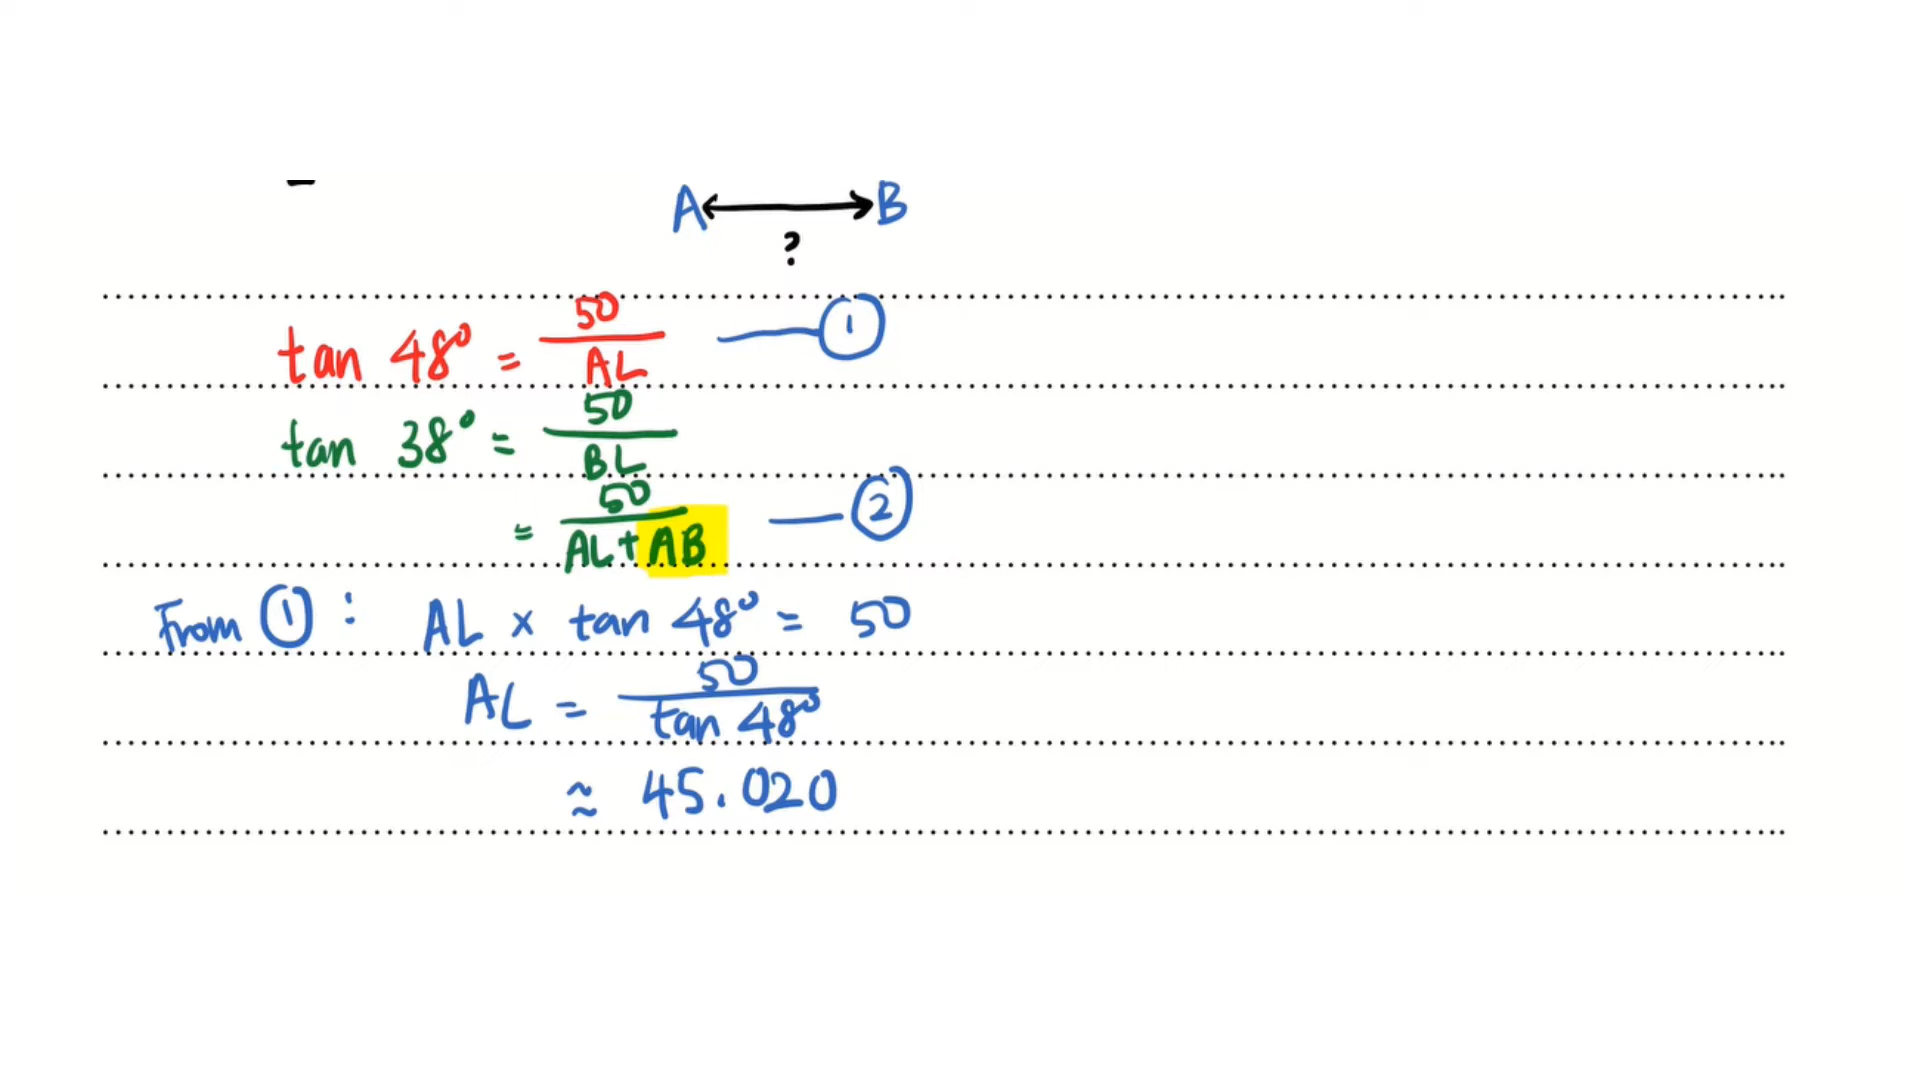 A ↔ B
?
tan 48° = 50/AL —— ①
tan 38° = 50/BL
= 50/(AL + AB) —— ②
From ① : AL × tan 48° = 50
AL = 50/tan 48°
≈ 45.020